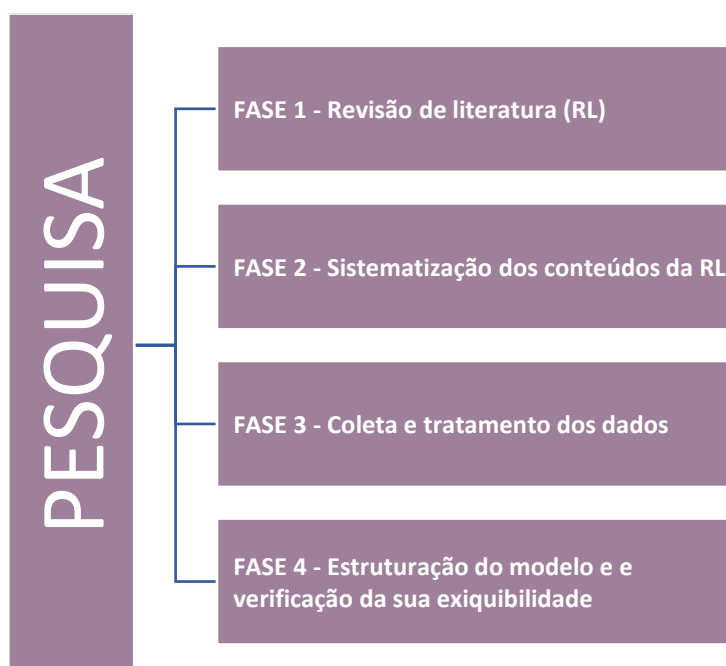 PESQUISA
FASE 1 - Revisão de literatura (RL)
FASE 2 - Sistematização dos conteúdos da RL
FASE 3 - Coleta e tratamento dos dados
FASE 4 - Estruturação do modelo e e
verificação da sua exiquibilidade